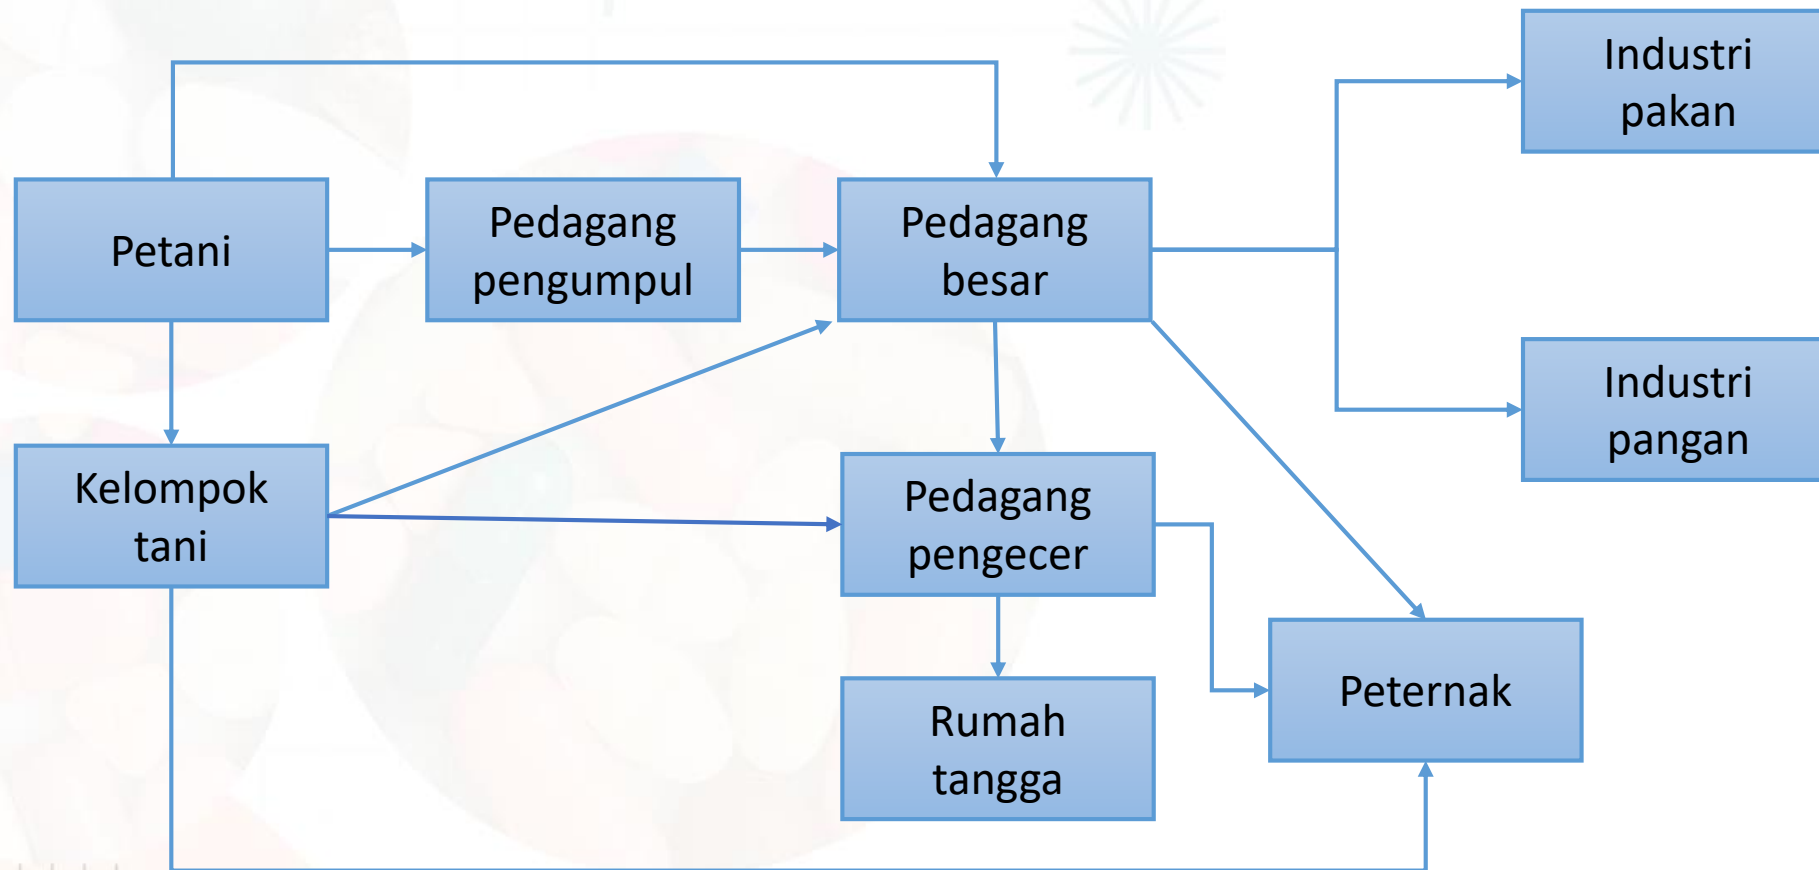 Industri
pakan
Petani
Pedagang
pengumpul
Pedagang
besar
Industri
pangan
Kelompok
tani
Pedagang
pengecer
Peternak
Rumah
tangga